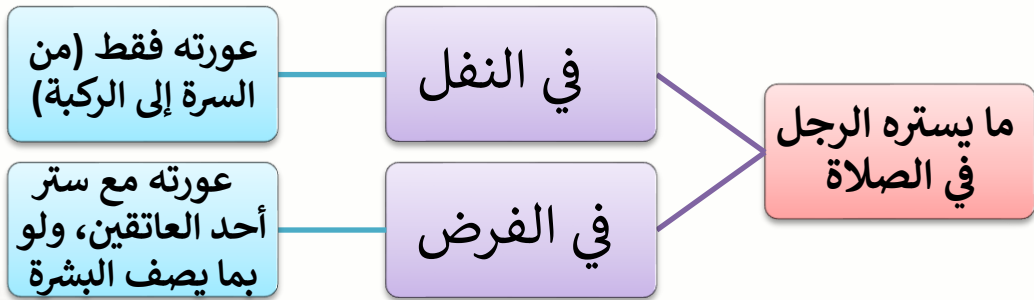 ما يستره الرجل
في الصلاة
في النفل
عورته فقط (من
السرة إلى الركبة)
في الفرض
عورته مع ستر
أحد العاتقين، ولو
بما يصف البشرة